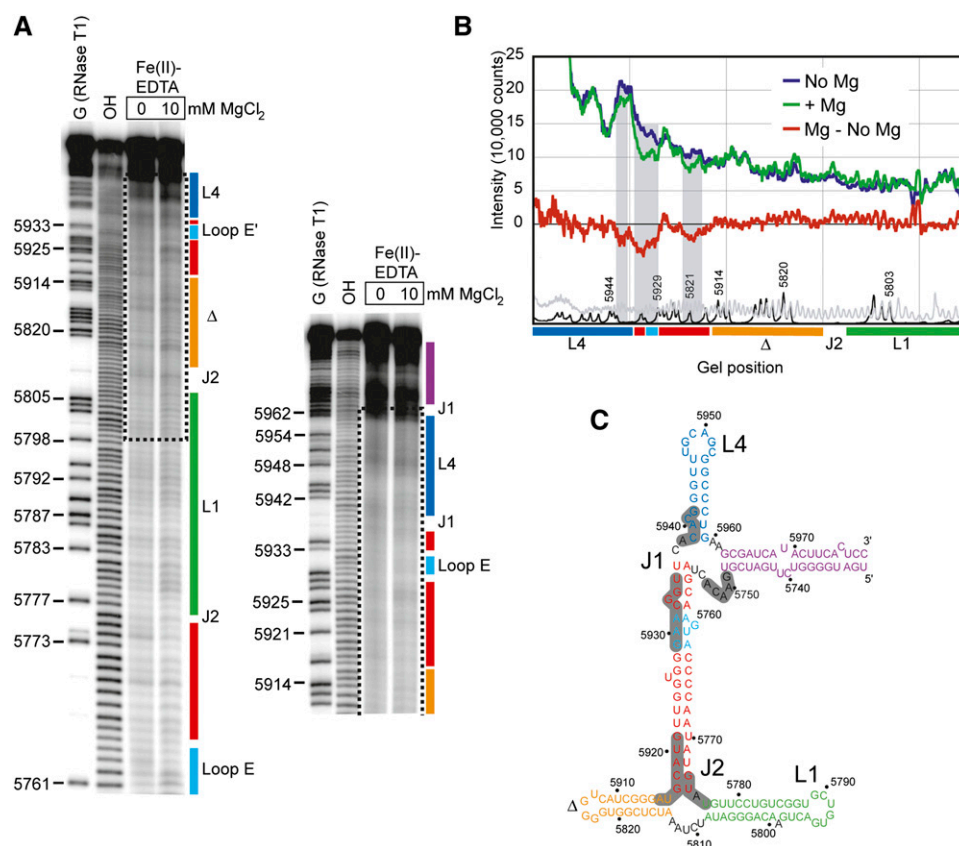 A
G (RNase T1)
OH
Fe(II)-
EDTA
0 10 mM MgCl2
L4
5933
Loop E'
5925
5914
Δ
5820
J2
5805
5798
5792
L1
5787
5783
5777
J2
5773
Loop E
5761
G (RNase T1)
OH
Fe(II)-
EDTA
0 10 mM MgCl2
5962
J1
5954
L4
5948
5942
J1
5933
Loop E
5925
5921
5914
B
Intensity (10,000 counts)
25
20
15
10
5
0
No Mg
+ Mg
Mg - No Mg
5944
5929
5821
5914
5820
5803
L4
Δ
J2
L1
Gel position
C
5950
L4
5940
5960
5970
3'
5'
GCGAUCA
ACUUCA
CUCC
5740
J1
5750
5760
5930
5920
5770
J2
5910
5780
L1
5790
Δ
5820
5810
5800